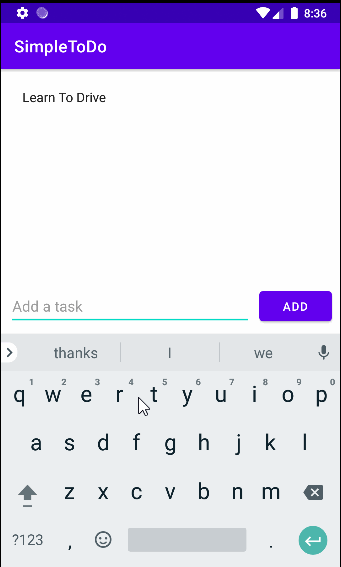 8:36
SimpleToDo
Learn To Drive
Add a task ADD
thanks I we
1 2 3 4 5 6 7 8 9 0
q w e r t y u i o p
a s d f g h j k l
z x c v b n m
?123 , .